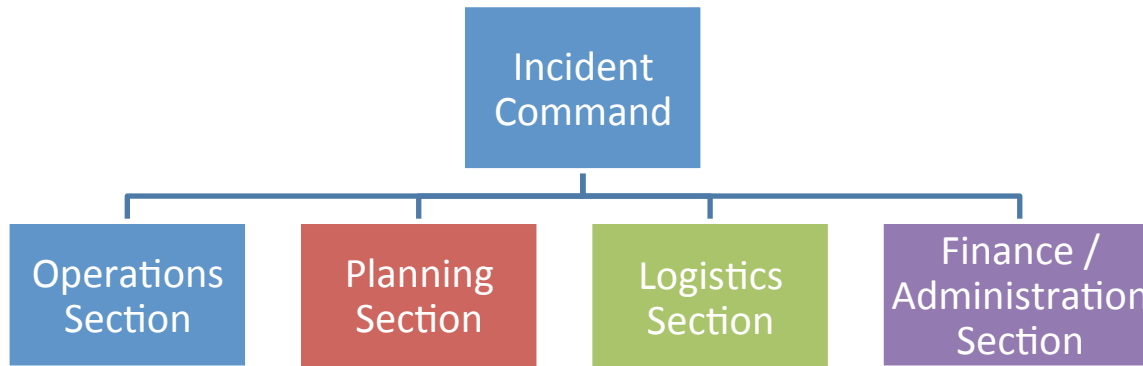 Incident
Command
Operations
Section
Planning
Section
Logistics
Section
Finance /
Administration
Section